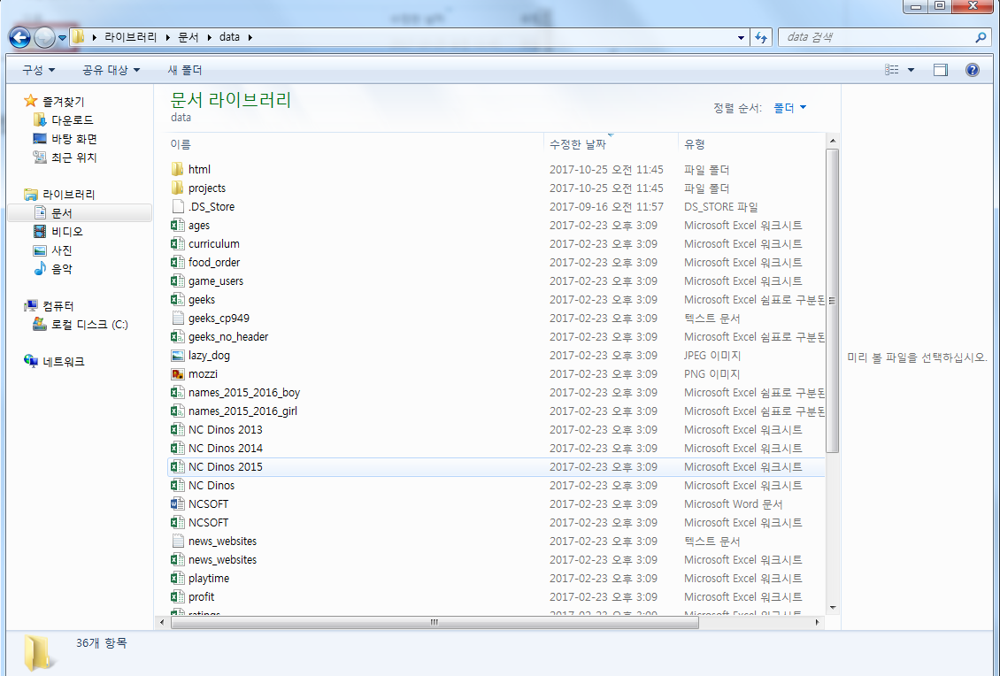 라이브러리 문서 data
data 검색
구성 공유 대상 새 폴더
즐겨찾기
다운로드
바탕 화면
최근 위치
라이브러리
문서
비디오
사진
음악
컴퓨터
로컬 디스크 (C:)
네트워크
문서 라이브러리
data
정렬 순서: 폴더
이름 수정한 날짜 유형
html 2017-10-25 오전 11:45 파일 폴더
projects 2017-10-25 오전 11:45 파일 폴더
.DS_Store 2017-09-16 오전 11:57 DS_STORE 파일
ages 2017-02-23 오후 3:09 Microsoft Excel 워크시트
curriculum 2017-02-23 오후 3:09 Microsoft Excel 워크시트
food_order 2017-02-23 오후 3:09 Microsoft Excel 워크시트
game_users 2017-02-23 오후 3:09 Microsoft Excel 워크시트
geeks 2017-02-23 오후 3:09 Microsoft Excel 쉼표로 구분된
geeks_cp949 2017-02-23 오후 3:09 텍스트 문서
geeks_no_header 2017-02-23 오후 3:09 Microsoft Excel 쉼표로 구분된
lazy_dog 2017-02-23 오후 3:09 JPEG 이미지
mozzi 2017-02-23 오후 3:09 PNG 이미지
names_2015_2016_boy 2017-02-23 오후 3:09 Microsoft Excel 쉼표로 구분된
names_2015_2016_girl 2017-02-23 오후 3:09 Microsoft Excel 쉼표로 구분된
NC Dinos 2013 2017-02-23 오후 3:09 Microsoft Excel 워크시트
NC Dinos 2014 2017-02-23 오후 3:09 Microsoft Excel 워크시트
NC Dinos 2015 2017-02-23 오후 3:09 Microsoft Excel 워크시트
NC Dinos 2017-02-23 오후 3:09 Microsoft Excel 워크시트
NCSOFT 2017-02-23 오후 3:09 Microsoft Word 문서
NCSOFT 2017-02-23 오후 3:09 Microsoft Excel 워크시트
news_websites 2017-02-23 오후 3:09 텍스트 문서
news_websites 2017-02-23 오후 3:09 Microsoft Excel 워크시트
playtime 2017-02-23 오후 3:09 Microsoft Excel 워크시트
profit 2017-02-23 오후 3:09 Microsoft Excel 워크시트
ratings 2017-02-23 오후 3:09 Microsoft Excel 워크시트
미리 볼 파일을 선택하십시오.
36개 항목